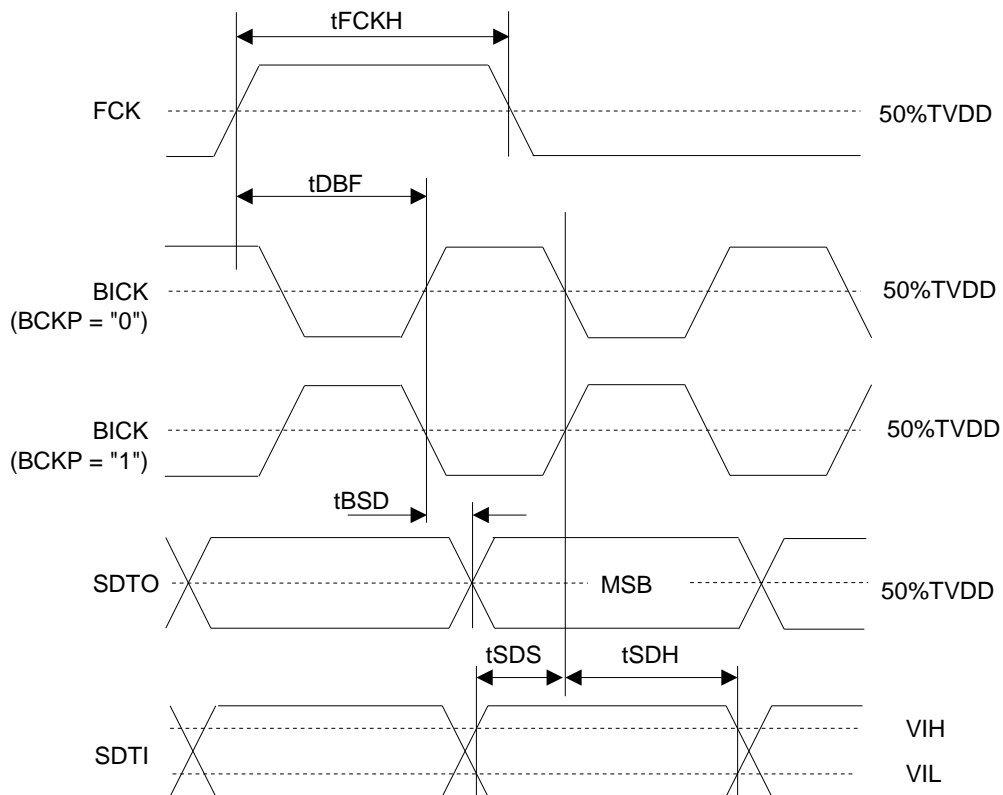 tFCKH
FCK
50%TVDD
tDBF
BICK
(BCKP = "0")
50%TVDD
BICK
(BCKP = "1")
50%TVDD
tBSD
SDTO
MSB
50%TVDD
tSDS
tSDH
SDTI
VIH
VIL